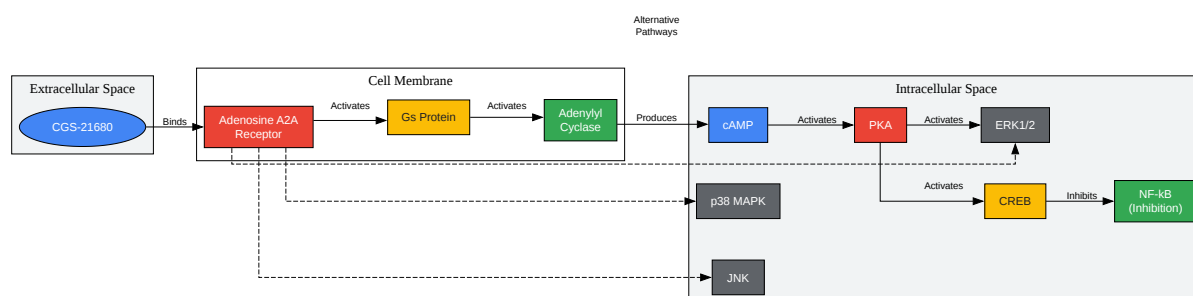 Alternative
Pathways
Extracellular Space
Cell Membrane
Intracellular Space
CGS-21680
Binds
Adenosine A2A
Receptor
Activates
Gs Protein
Activates
Adenylyl
Cyclase
Produces
cAMP
Activates
PKA
Activates
ERK1/2
p38 MAPK
Activates
CREB
Inhibits
NF-kB
(Inhibition)
JNK